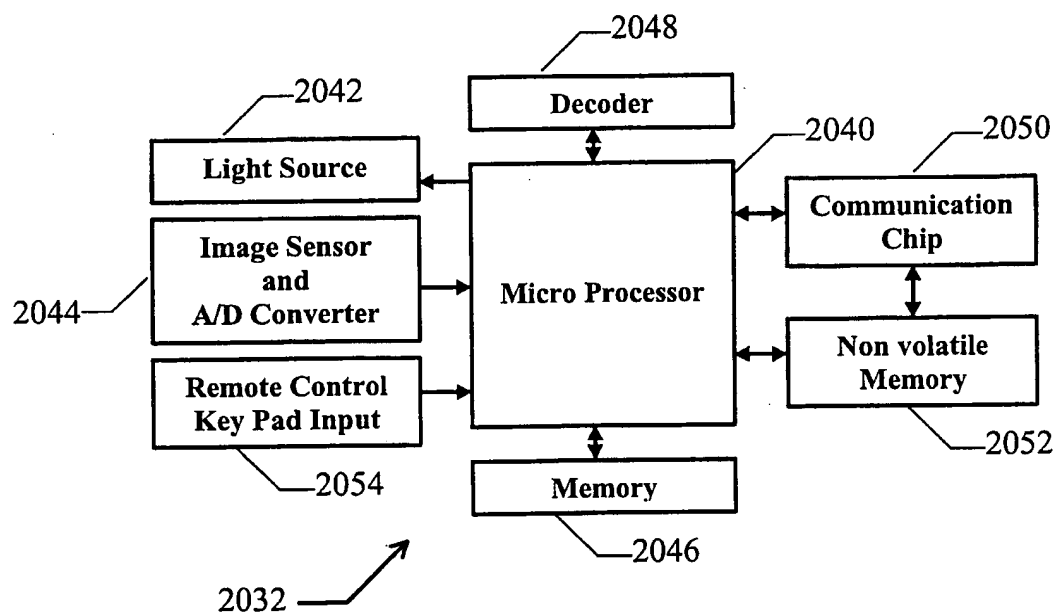 2048
2042
Decoder
2040
2050
Light Source
Communication
Chip
Image Sensor
and
A/D Converter
2044
Micro Processor
Non volatile
Memory
Remote Control
Key Pad Input
2052
2054
Memory
2046
2032